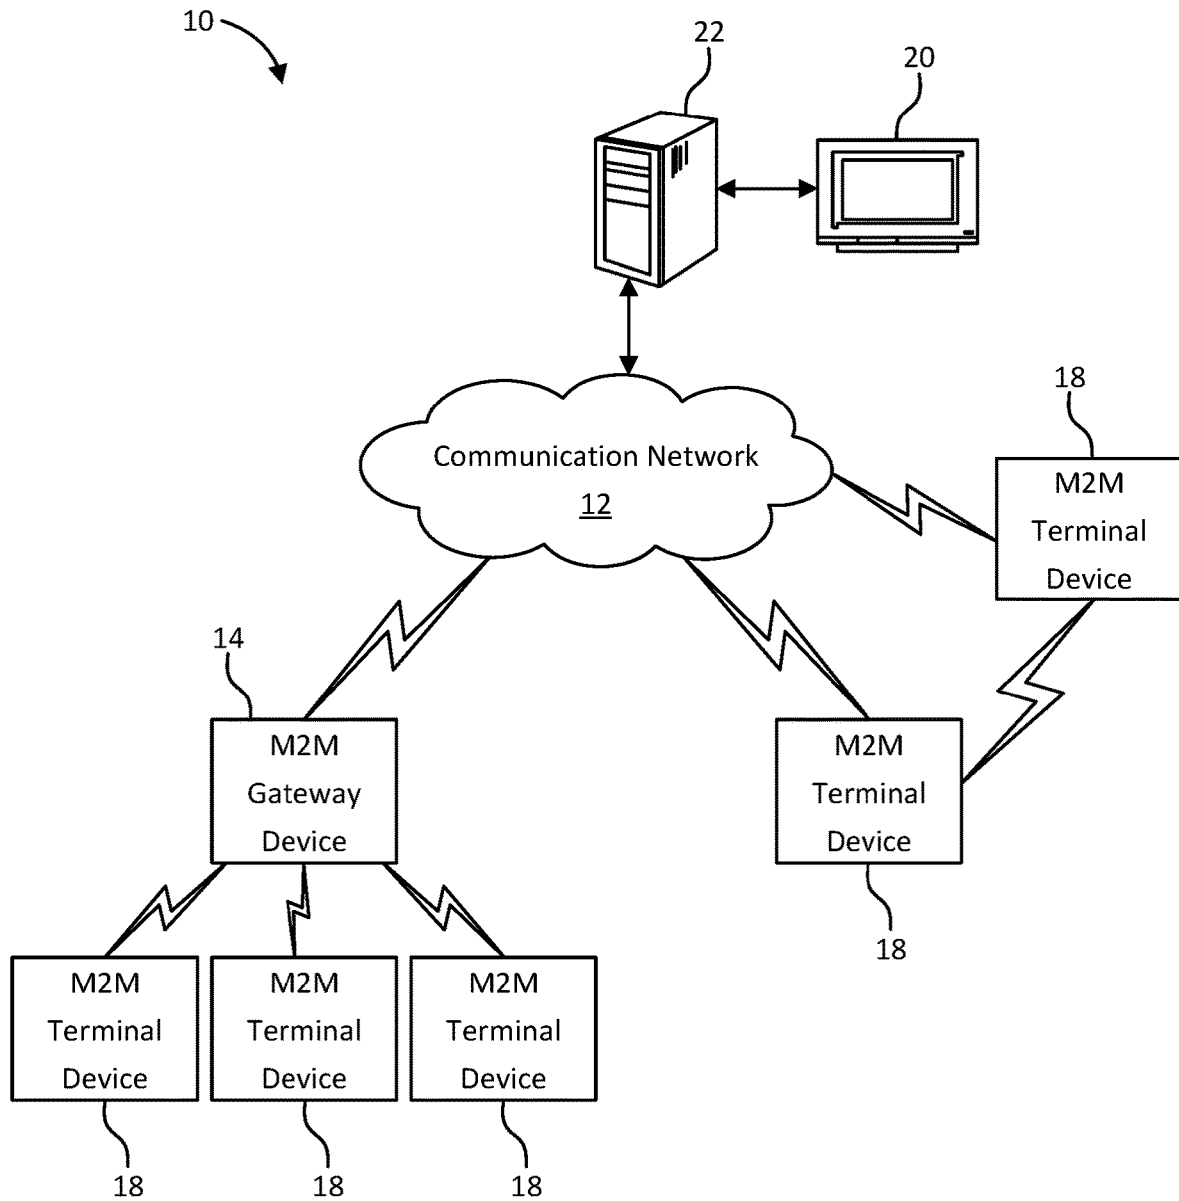 10
22
20
Communication Network
12
18
M2M
Terminal
Device
14
M2M
Gateway
Device
M2M
Terminal
Device
18
M2M
Terminal
Device
M2M
Terminal
Device
M2M
Terminal
Device
18
18
18